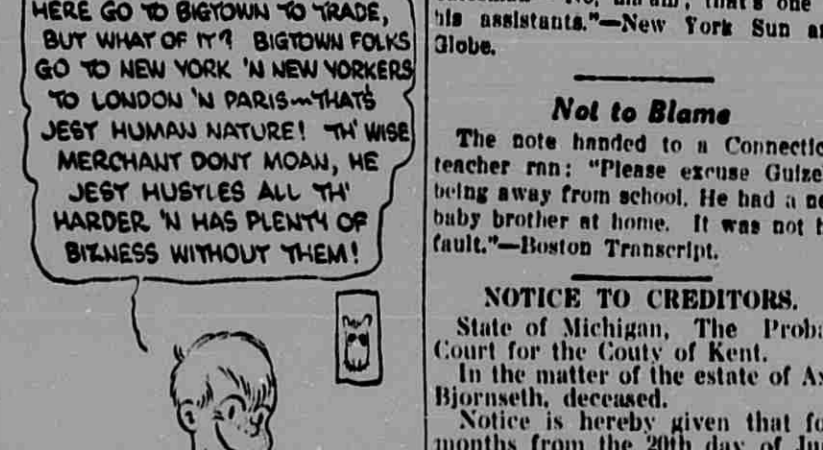 HERE GO TO BIGTOWN TO TRADE,
BUT WHAT OF IT? BIGTOWN FOLKS
GO TO NEW YORK 'N NEW YORKERS
TO LONDON 'N PARIS—THAT'S
JEST HUMAN NATURE! TH' WISE
MERCHANT DONT MOAN, HE
JEST HUSTLES ALL TH'
HARDER 'N HAS PLENTY OF
BIZNESS WITHOUT THEM!
his assistants."—New York Sun
Globe.
Not to Blame
The note handed to a Connectic
teacher ran: "Please excuse Guize
being away from school. He had a
baby brother at home. It was not
fault."—Boston Transcript.
NOTICE TO CREDITORS.
State of Michigan, The Proba
Court for the Couty of Kent.
In the matter of the estate of
Bjornseth, deceased.
Notice is hereby given that
months from the 20th day of